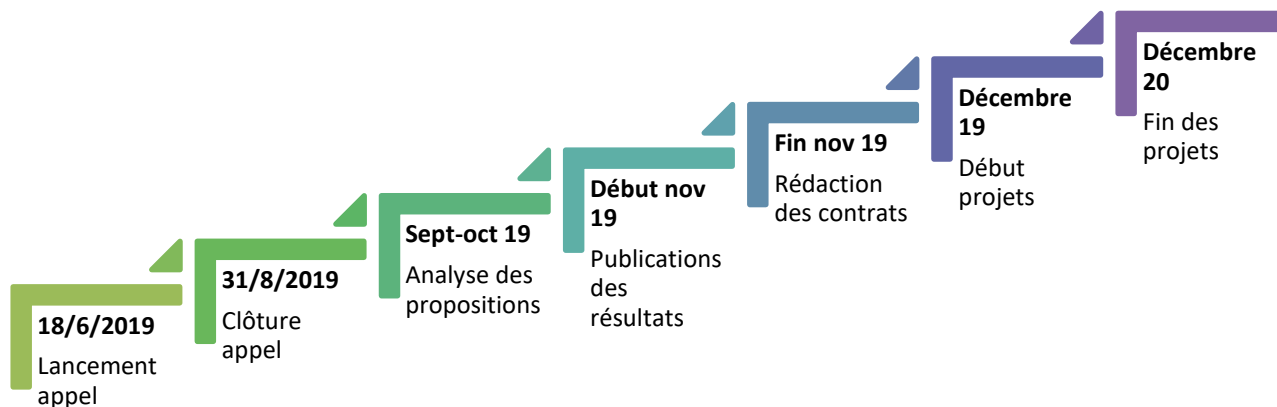 18/6/2019
Lancement
appel
31/8/2019
Clôture
appel
Sept-oct 19
Analyse des
propositions
Début nov
19
Publications
des
résultats
Fin nov 19
Rédaction
des contrats
Décembre
19
Début
projets
Décembre
20
Fin des
projets